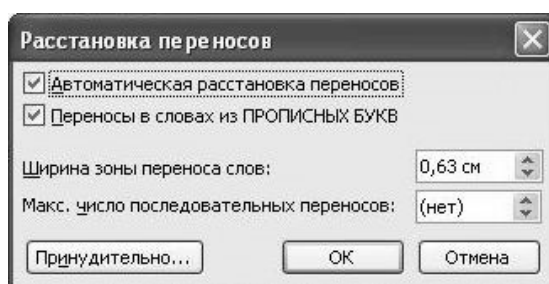 Расстановка переносов
Автоматическая расстановка переносов
Переносы в словах из ПРОПИСНЫХ БУКВ
Ширина зоны переноса слов: 0,63 см
Макс. число последовательных переносов: (нет)
Принудительно... ОК Отмена